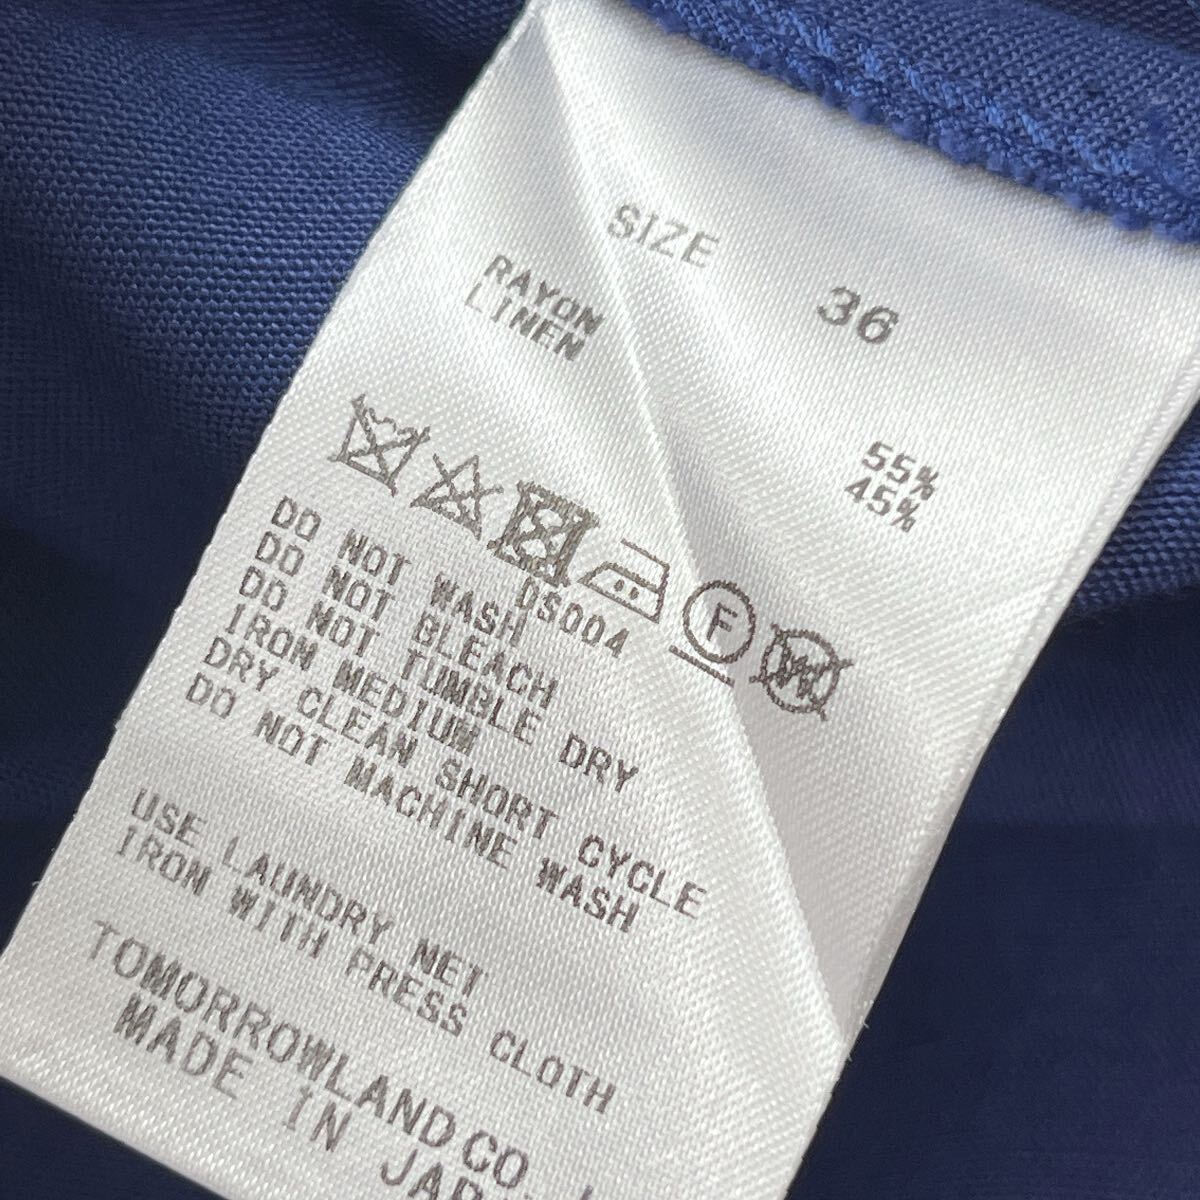 SIZE 36
RAYON 55%
LINEN 45%
F
W
DS004
DO NOT WASH
DO NOT BLEACH
DO NOT TUMBLE DRY
IRON MEDIUM
DRY CLEAN SHORT CYCLE
DO NOT MACHINE WASH
USE LAUNDRY NET
IRON WITH PRESS CLOTH
TOMORROWLAND CO
MADE IN JAP